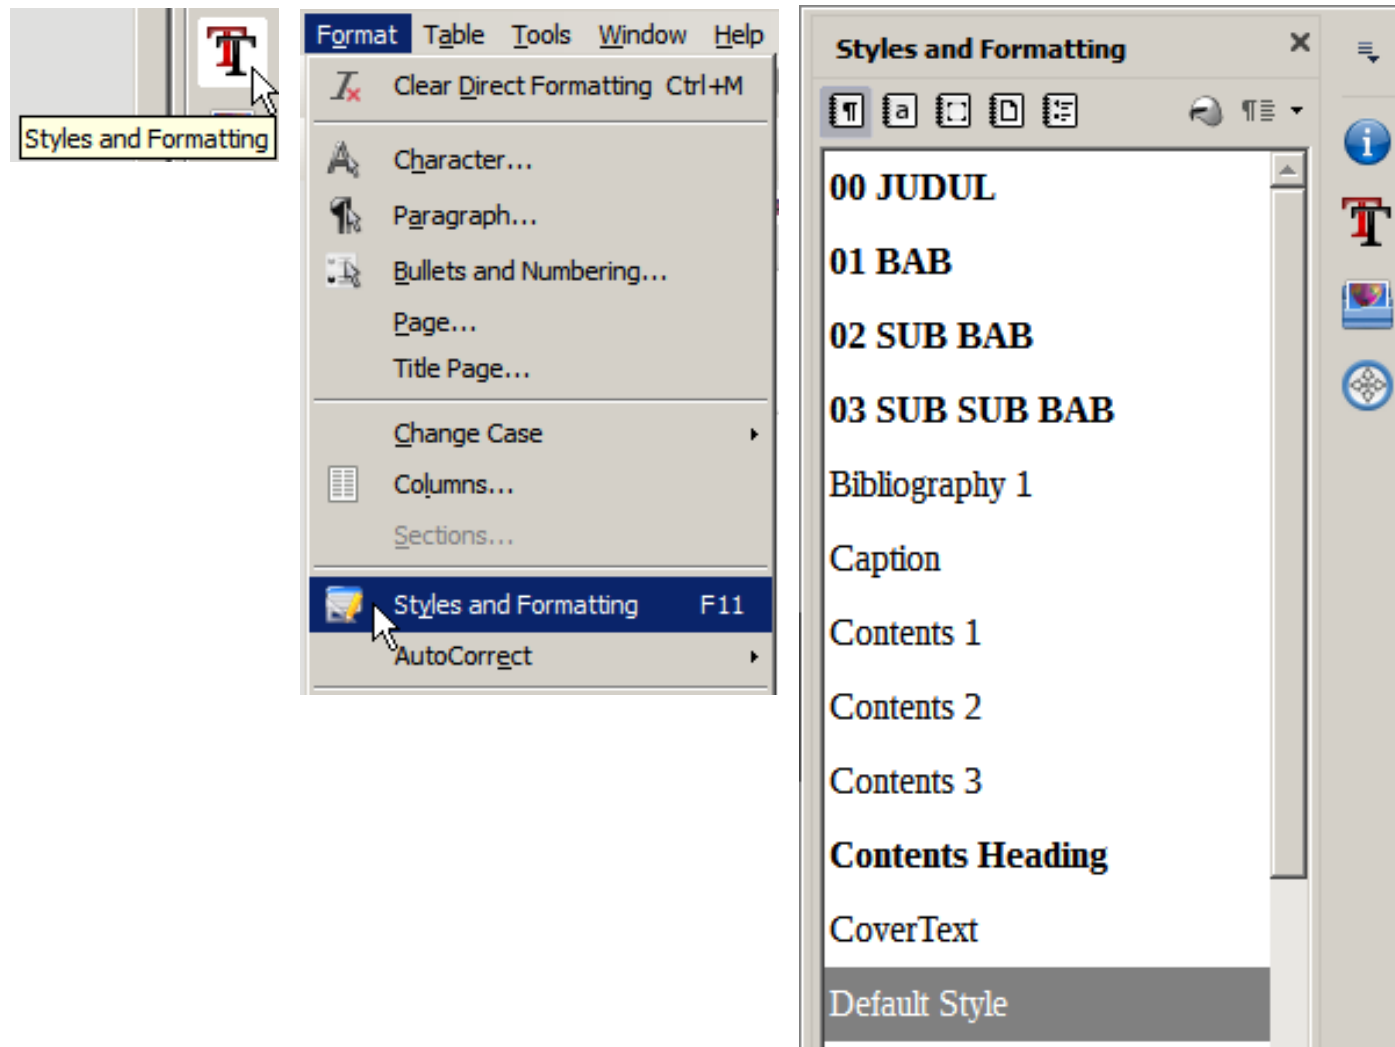 Styles and Formatting
Format Table Tools Window Help
Clear Direct Formatting Ctrl+M
Character...
Paragraph...
Bullets and Numbering...
Page...
Title Page...
Change Case
Columns...
Sections...
Styles and Formatting F11
AutoCorrect
Styles and Formatting
00 JUDUL
01 BAB
02 SUB BAB
03 SUB SUB BAB
Bibliography 1
Caption
Contents 1
Contents 2
Contents 3
Contents Heading
CoverText
Default Style